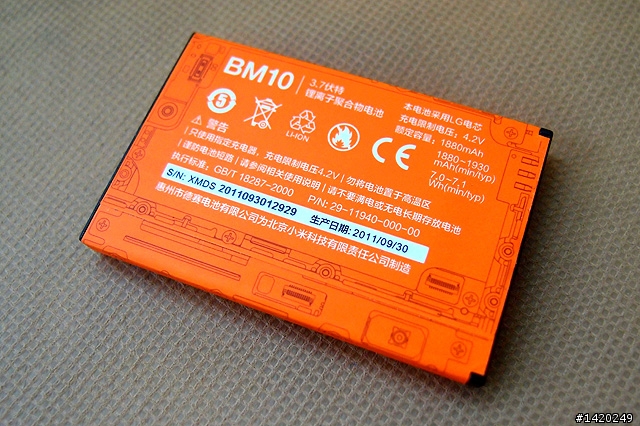 BM10
3.7伏特
锂离子聚合物电池
本电池采用LG电芯
充电限制电压：4.2V
额定容量：1880mAh
1880~1930
mAh(min/typ)
7.0~7.1
Wh(min/typ)
5
LI-ION
CE
警告
只使用指定充电器，充电限制电压4.2V | 勿将电池置于高温区
谨防电池短路 | 请参阅相关使用说明 | 请不要满电或无电长期存放电池
执行标准：GB/T 18287-2000 P/N: 29-11940-000-00
S/N: XMDS 2011093012929 生产日期: 2011/09/30
惠州市德赛电池有限公司为北京小米科技有限责任公司制造
#1420249